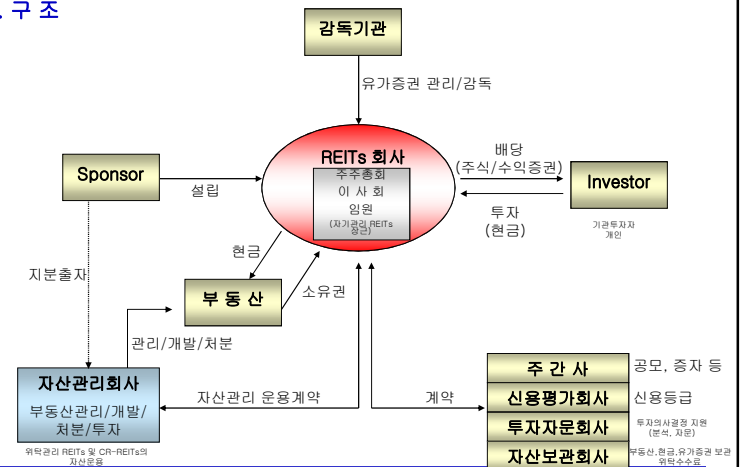 . 구 조
감독기관
유가증권 관리/감독
REITs 회사
주주총회
이 사 회
임원
(자기관리 REITs
장근)
Sponsor
설립
배당
(주식/수익증권)
Investor
투자
(현금)
기관투자자
개인
현금
지분출자
부 동 산
소유권
관리/개발/처분
자산관리회사
부동산관리/개발/
처분/투자
위탁관리 REITs 및 CR-REITs의
자산운용
자산관리 운용계약
계약
주 간 사
공모, 증자 등
신용평가회사
신용등급
투자자문회사
투자의사결정 지원
(분석, 자문)
자산보관회사
부동산,현금,유가증권 보관
위탁수수료